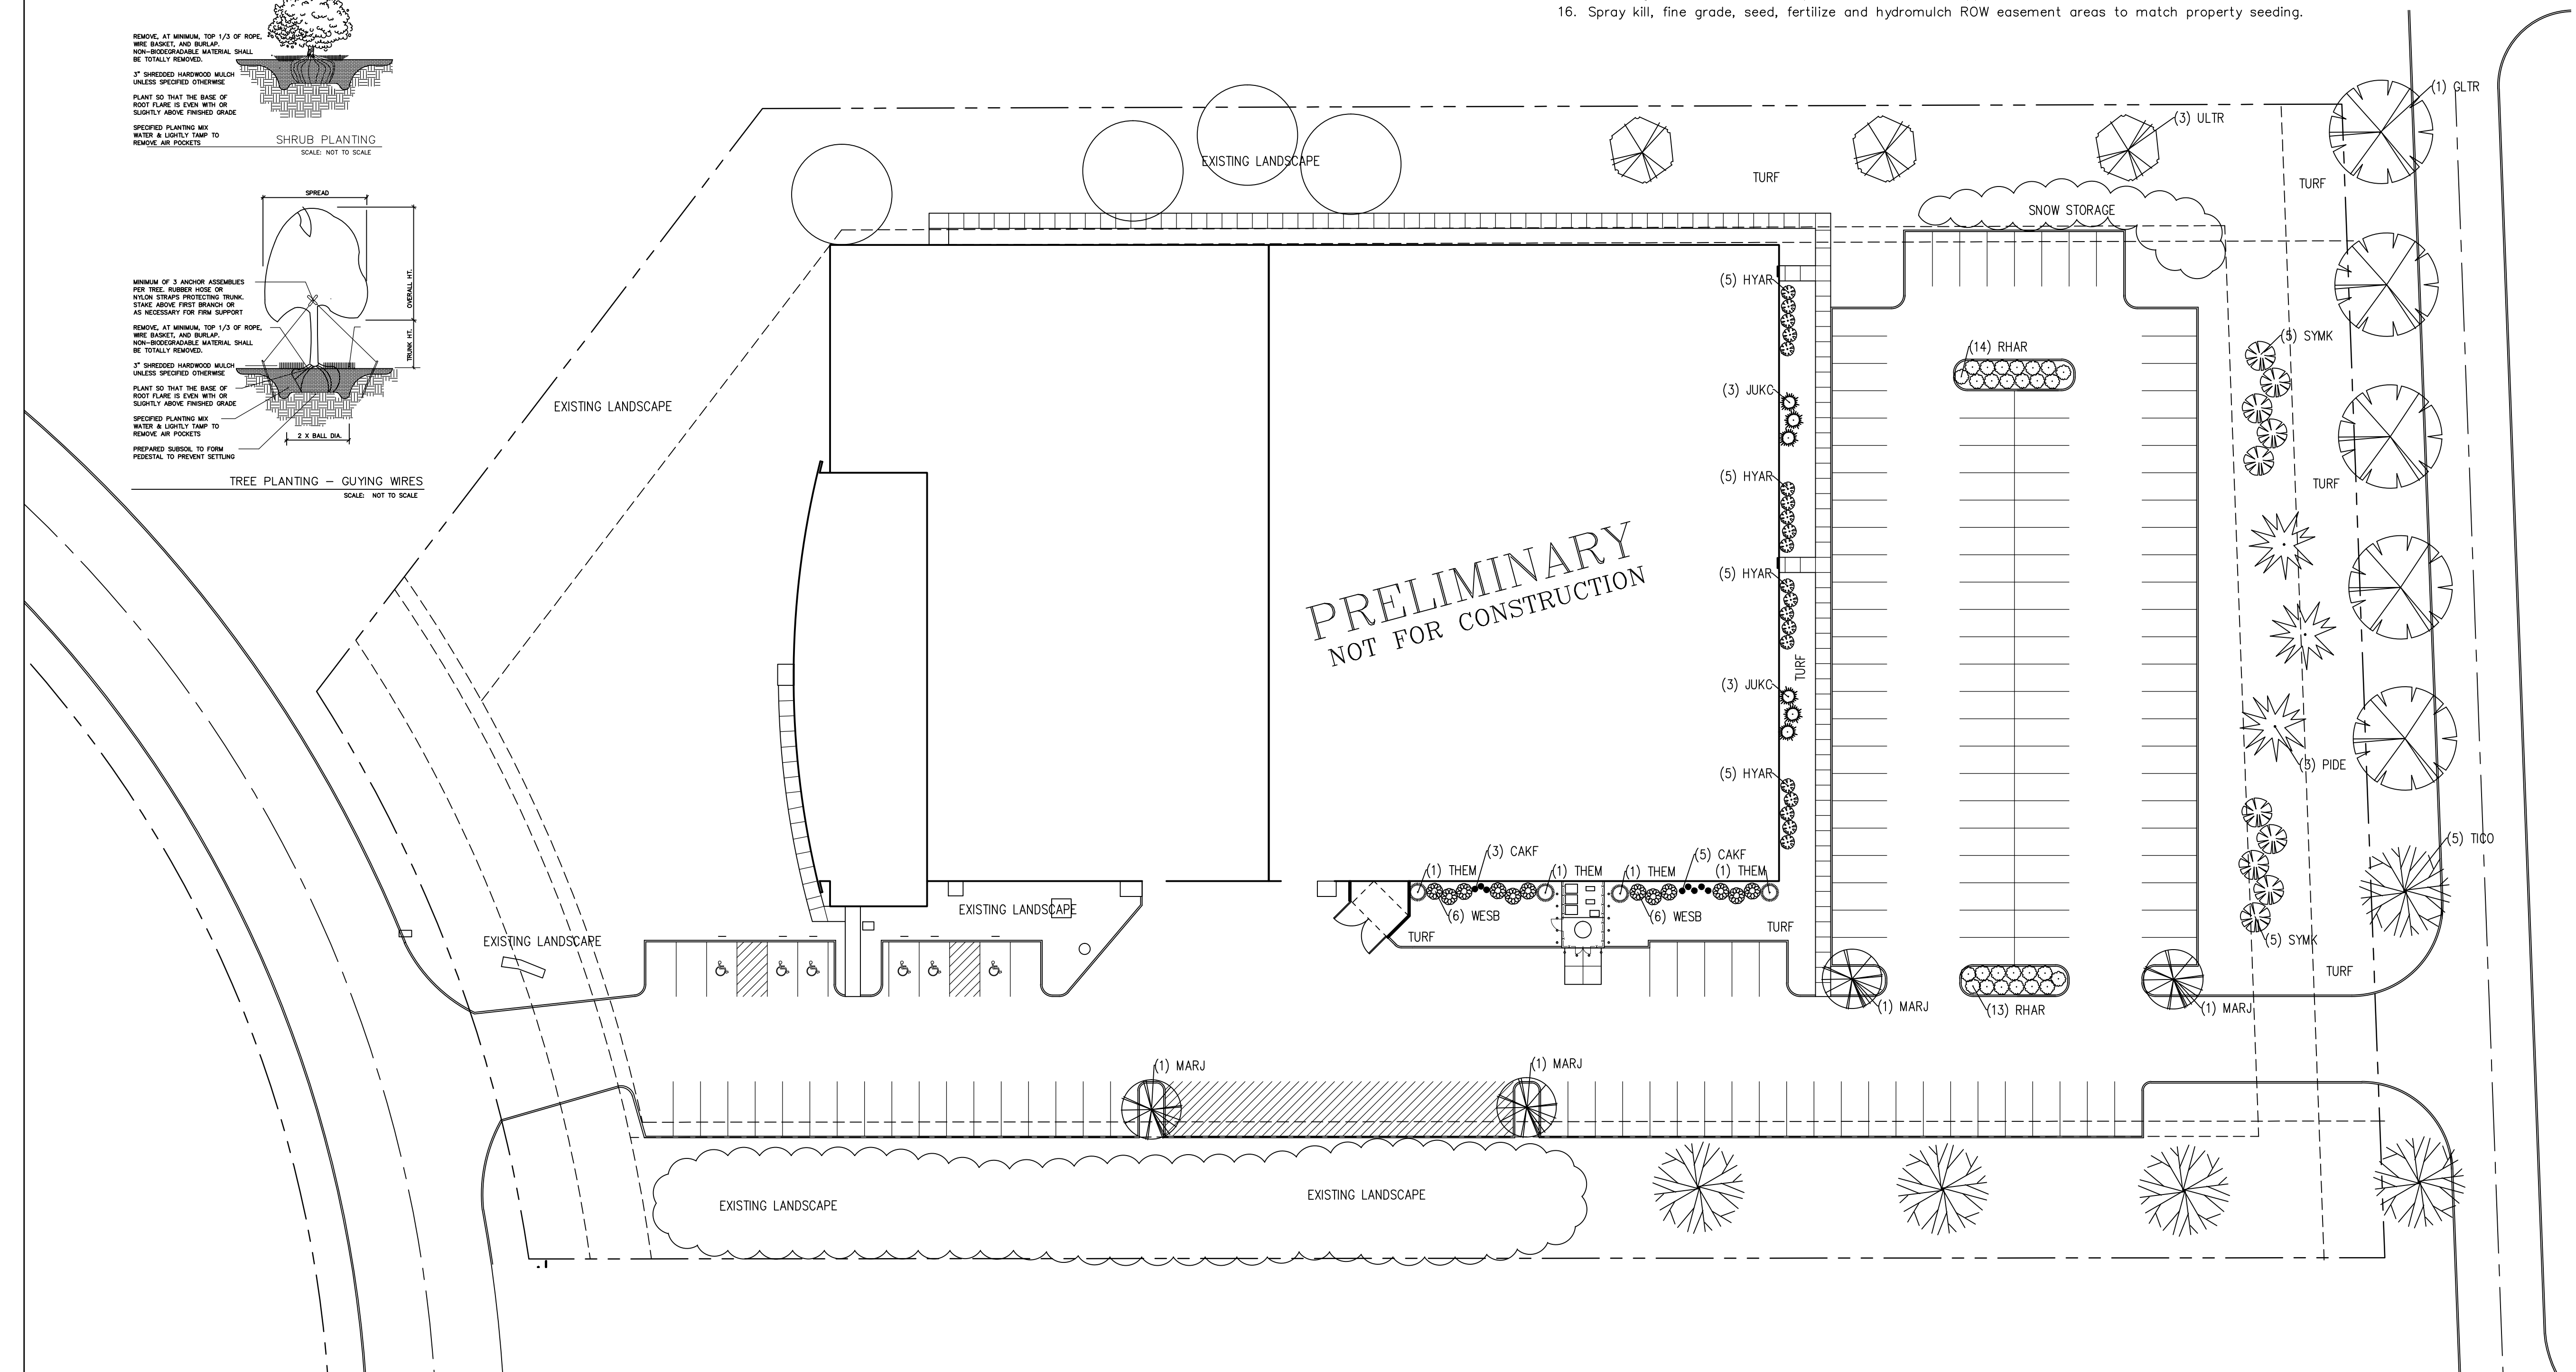 16. Spray kill, fine grade, seed, fertilize and hydromulch ROW easement areas to match property seeding.
REMOVE, AT MINIMUM, TOP 1/3 OF ROPE,
WIRE BASKET, AND BURLAP.
NON-BIODEGRADABLE MATERIAL SHALL
BE TOTALLY REMOVED.
3" SHREDDED HARDWOOD MULCH
UNLESS SPECIFIED OTHERWISE
PLANT SO THAT THE BASE OF
ROOT FLARE IS EVEN WITH OR
SLIGHTLY ABOVE FINISHED GRADE
SPECIFIED PLANTING MIX
WATER & LIGHTLY TAMP TO
REMOVE AIR POCKETS
SHRUB PLANTING
SCALE: NOT TO SCALE
SPREAD
OVERALL HT.
TRUNK HT.
MINIMUM OF 3 ANCHOR ASSEMBLIES
PER TREE. RUBBER HOSE OR
NYLON STRAPS PROTECTING TRUNK.
STAKE ABOVE FIRST BRANCH OR
AS NECESSARY FOR FIRM SUPPORT
REMOVE, AT MINIMUM, TOP 1/3 OF ROPE,
WIRE BASKET, AND BURLAP.
NON-BIODEGRADABLE MATERIAL SHALL
BE TOTALLY REMOVED.
3" SHREDDED HARDWOOD MULCH
UNLESS SPECIFIED OTHERWISE
PLANT SO THAT THE BASE OF
ROOT FLARE IS EVEN WITH OR
SLIGHTLY ABOVE FINISHED GRADE
SPECIFIED PLANTING MIX
WATER & LIGHTLY TAMP TO
REMOVE AIR POCKETS
2 X BALL DIA.
PREPARED SUBSOIL TO FORM
PEDESTAL TO PREVENT SETTLING
TREE PLANTING - GUYING WIRES
SCALE: NOT TO SCALE
(1) GLTR
(3) ULTR
EXISTING LANDSCAPE
TURF
TURF
SNOW STORAGE
(5) HYAR
(5) SYMK
(14) RHAR
(3) JUKC
EXISTING LANDSCAPE
(5) HYAR
TURF
PRELIMINARY
NOT FOR CONSTRUCTION
(5) HYAR
TURF
(3) JUKC
(3) PIDE
(5) HYAR
(5) TICO
(3) CAKF
(5) CAKF
(1) THEM
(1) THEM
(1) THEM
(1) THEM
EXISTING LANDSCAPE
(6) WESB
(6) WESB
TURF
TURF
EXISTING LANDSCAPE
(5) SYMK
TURF
(1) MARJ
(13) RHAR
(1) MARJ
(1) MARJ
(1) MARJ
EXISTING LANDSCAPE
EXISTING LANDSCAPE